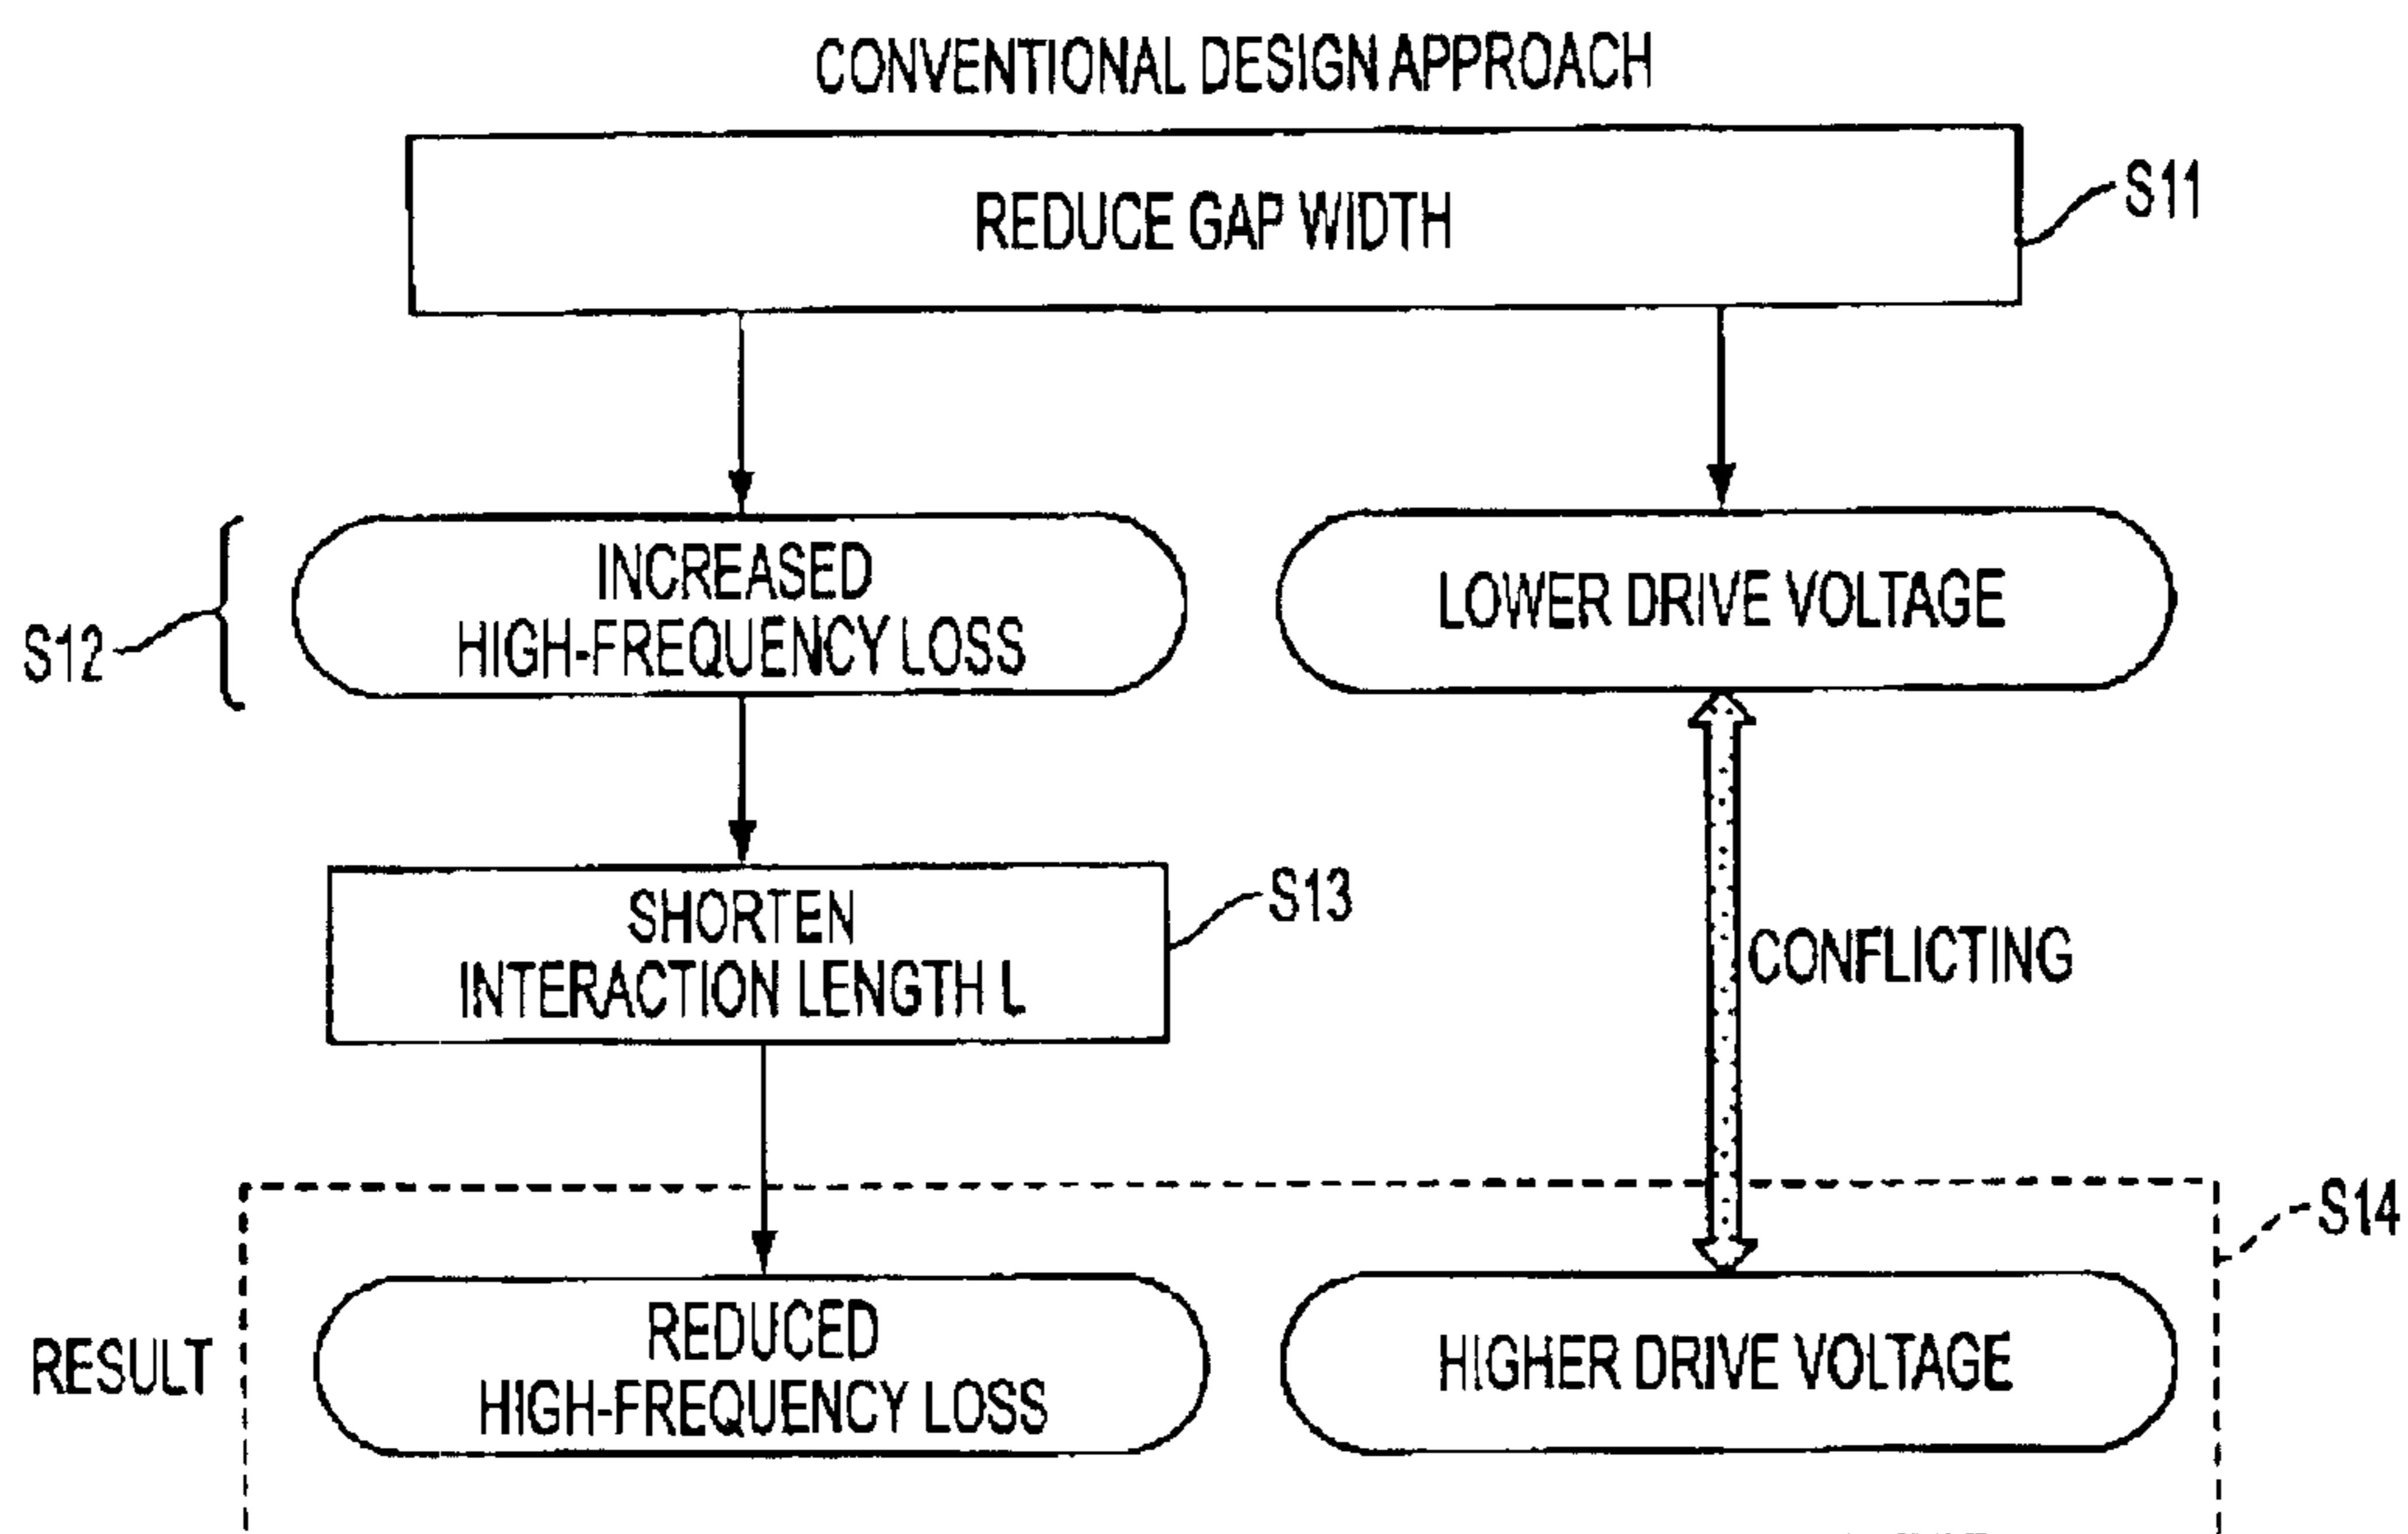 CONVENTIONAL DESIGN APPROACH
REDUCE GAP WIDTH
S11
INCREASED
HIGH-FREQUENCY LOSS
LOWER DRIVE VOLTAGE
S12
SHORTEN
INTERACTION LENGTH L
S13
CONFLICTING
S14
RESULT
REDUCED
HIGH-FREQUENCY LOSS
HIGHER DRIVE VOLTAGE